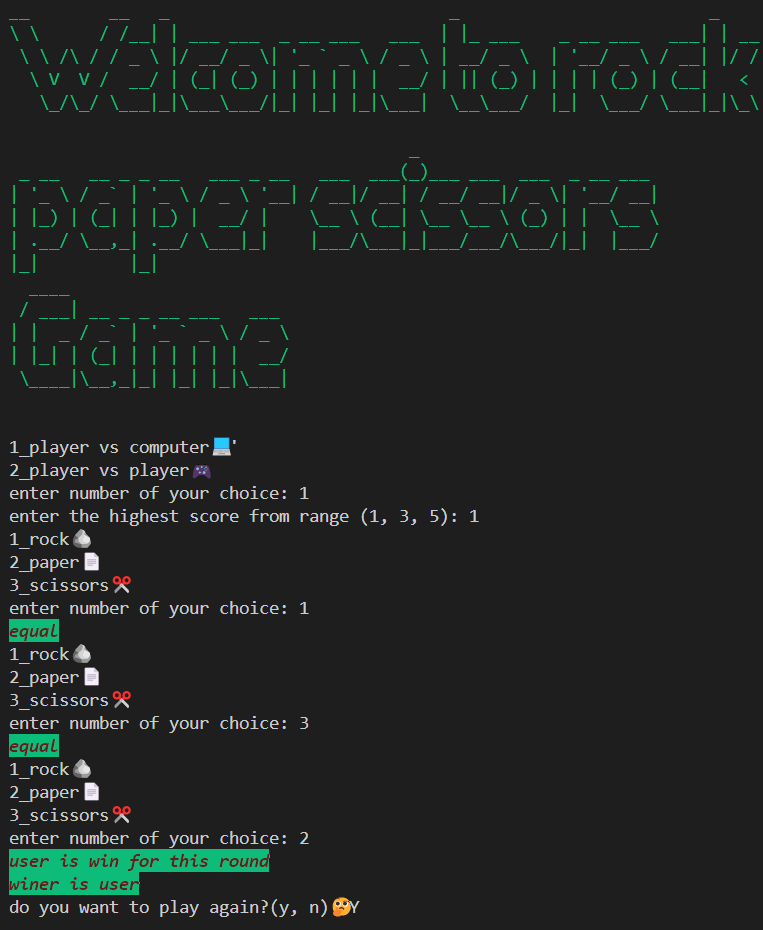 Welcome to rock
paper scissors
Game
1_player vs computer💻'
2_player vs player🎮
enter number of your choice: 1
enter the highest score from range (1, 3, 5): 1
1_rock🪨
2_paper📄
3_scissors✂️
enter number of your choice: 1
equal
1_rock🪨
2_paper📄
3_scissors✂️
enter number of your choice: 3
equal
1_rock🪨
2_paper📄
3_scissors✂️
enter number of your choice: 2
user is win for this round
winer is user
do you want to play again?(y, n)🤔Y